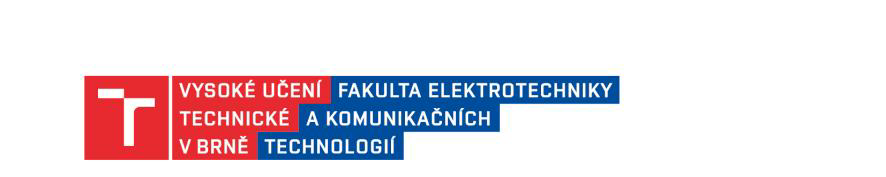 VYSOKÉ UČENÍ FAKULTA ELEKTROTECHNIKY
TECHNICKÉ A KOMUNIKAČNÍCH
V BRNĚ TECHNOLOGIÍ